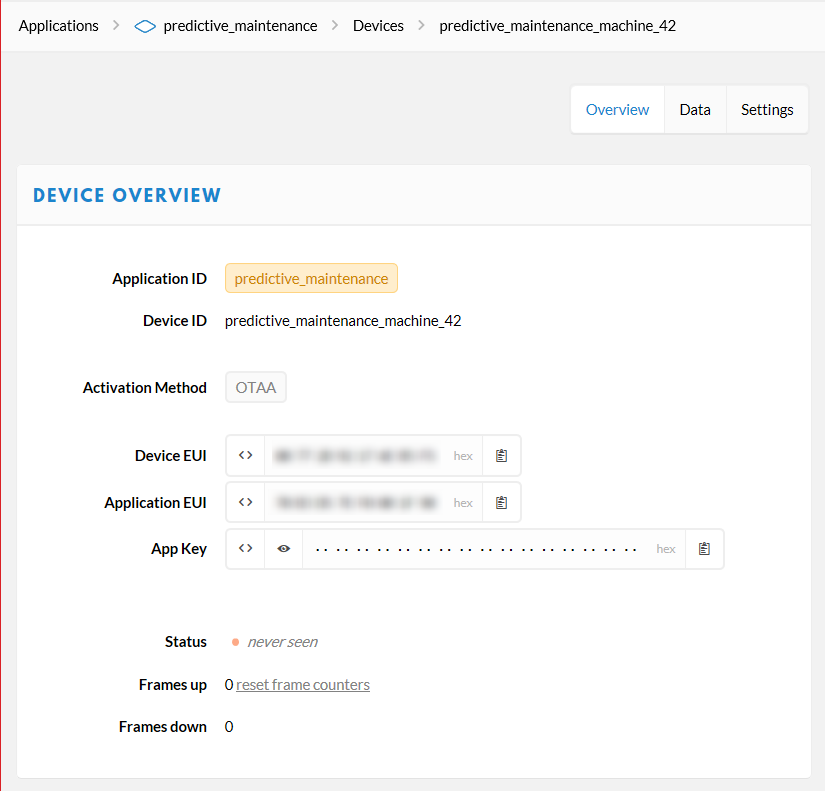 Applications > predictive_maintenance > Devices > predictive_maintenance_machine_42
Overview Data Settings
DEVICE OVERVIEW
Application ID predictive_maintenance
Device ID predictive_maintenance_machine_42
Activation Method OTAA
Device EUI <> hex
Application EUI <> hex
App Key <> ·· ·· ·· ·· ·· ·· ·· ·· ·· ·· ·· ·· ·· ·· ·· ·· hex
Status never seen
Frames up 0 reset frame counters
Frames down 0